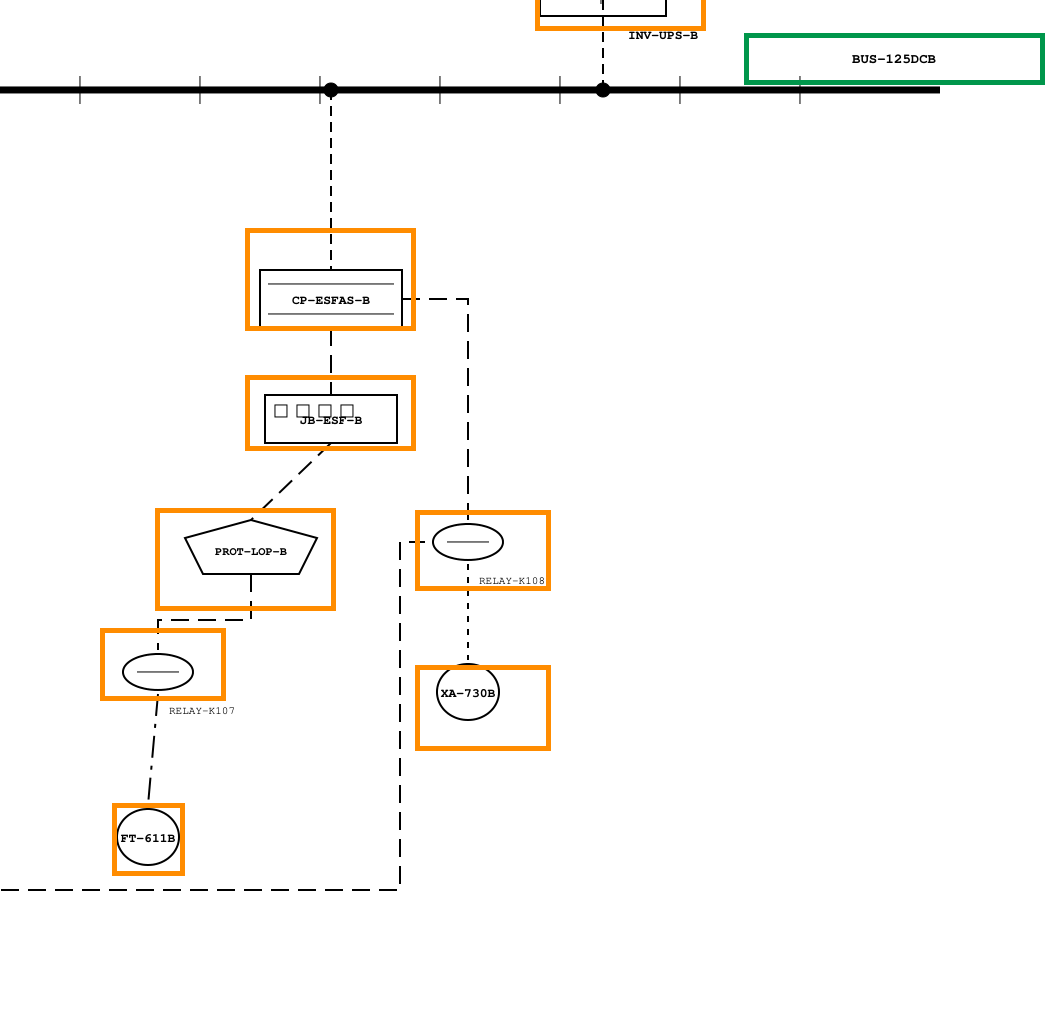 INV-UPS-B
BUS-125DCB
CP-ESFAS-B
JB-ESF-B
PROT-LOP-B
RELAY-K108
XA-730B
RELAY-K107
FT-611B